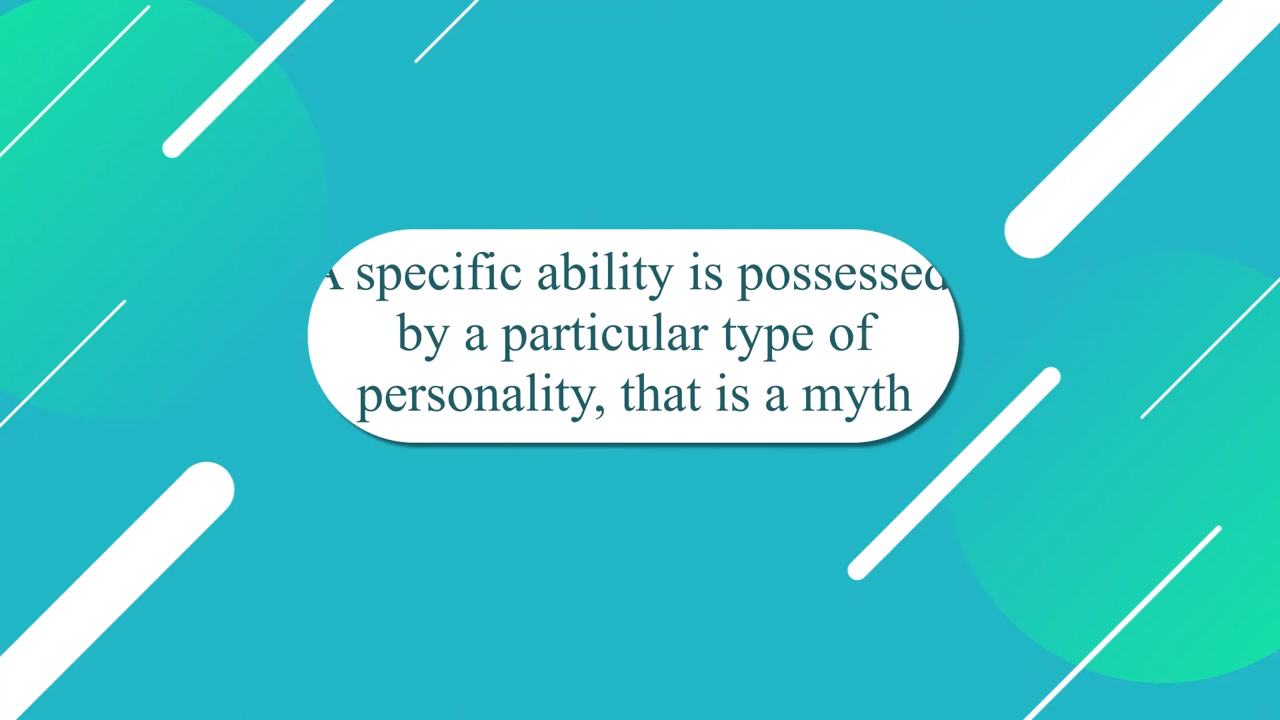 A specific ability is possessed
by a particular type of
personality, that is a myth